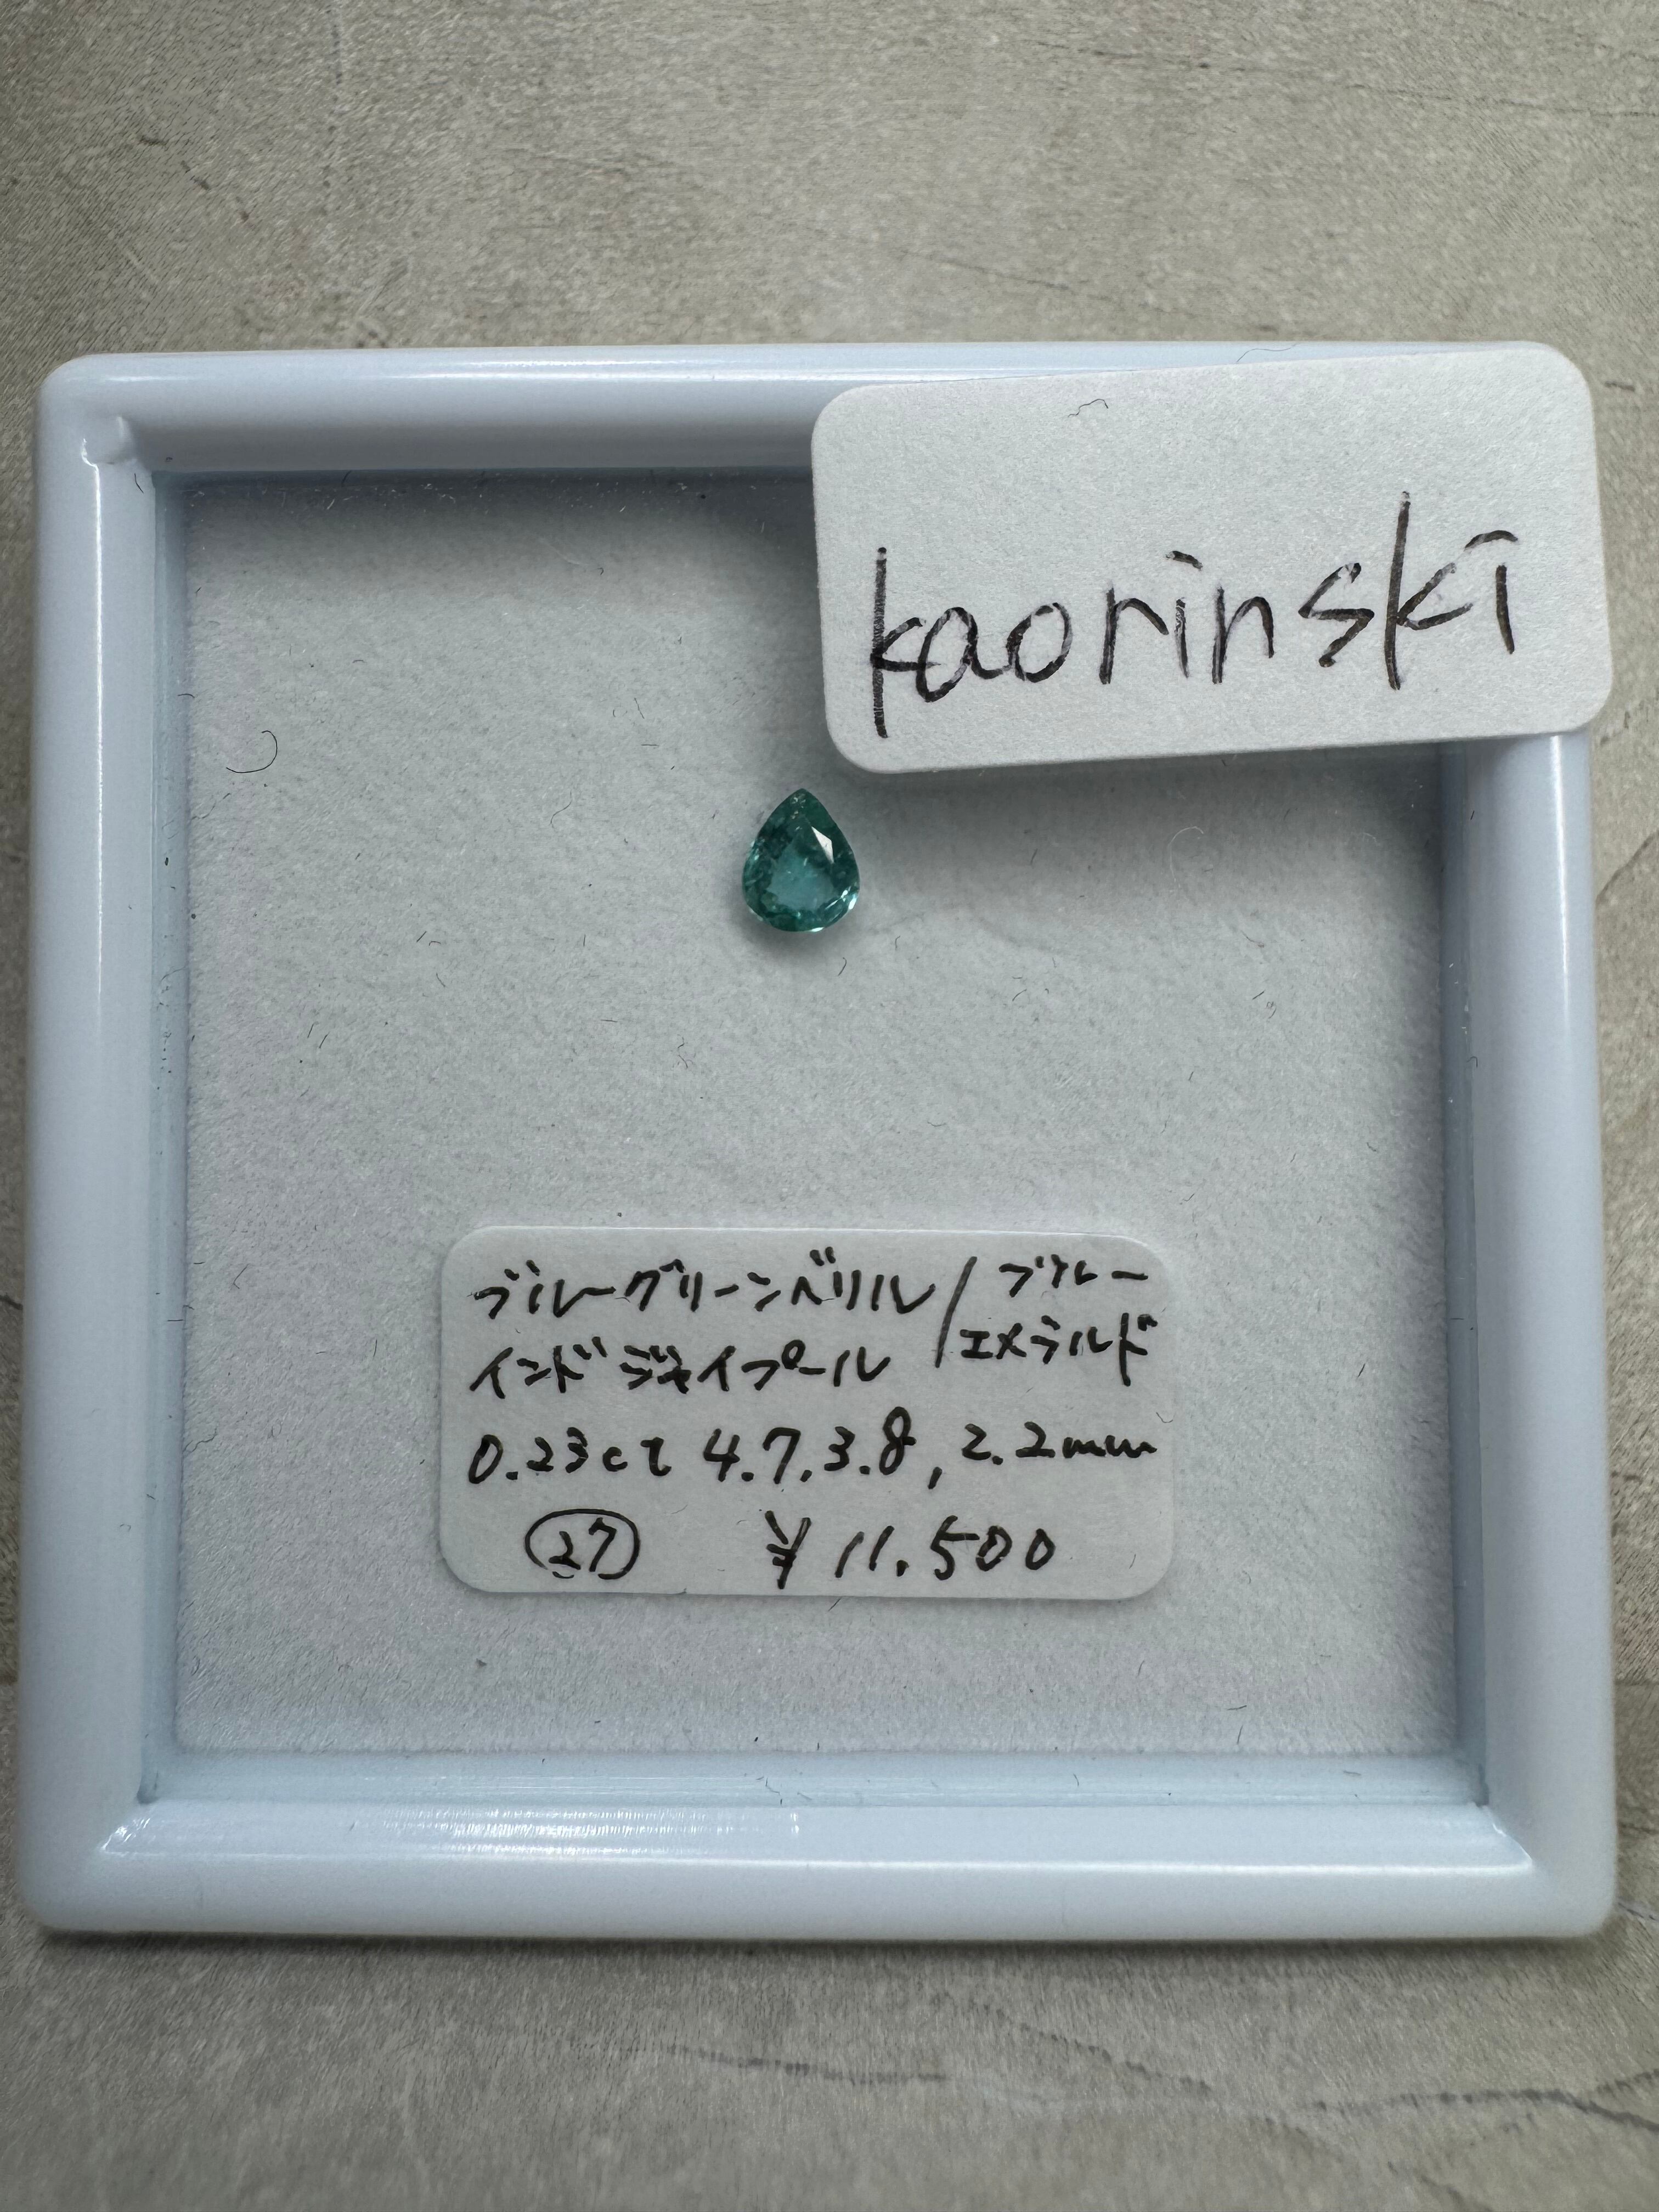 kaorinski
ブルーグリーンベリル/ブルーエメラルド
インド ジャイプール
0.23ct 4.7.3.8,2.2mm
27 ¥11.500